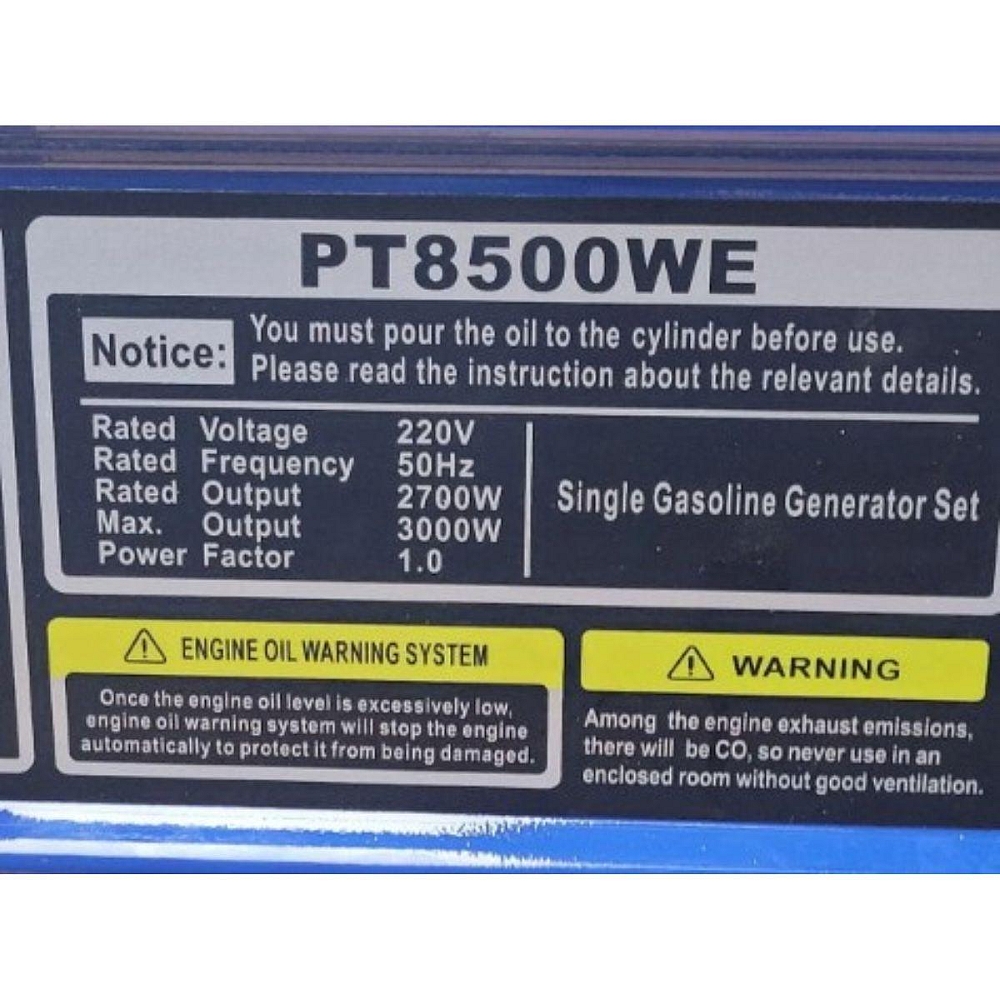 PT8500WE
Notice:
You must pour the oil to the cylinder before use.
Please read the instruction about the relevant details.
Rated Voltage 220V
Rated Frequency 50Hz
Rated Output 2700W
Max. Output 3000W
Power Factor 1.0
Single Gasoline Generator Set
ENGINE OIL WARNING SYSTEM
Once the engine oil level is excessively low,
engine oil warning system will stop the engine
automatically to protect it from being damaged.
WARNING
Among the engine exhaust emissions,
there will be CO, so never use in an
enclosed room without good ventilation.